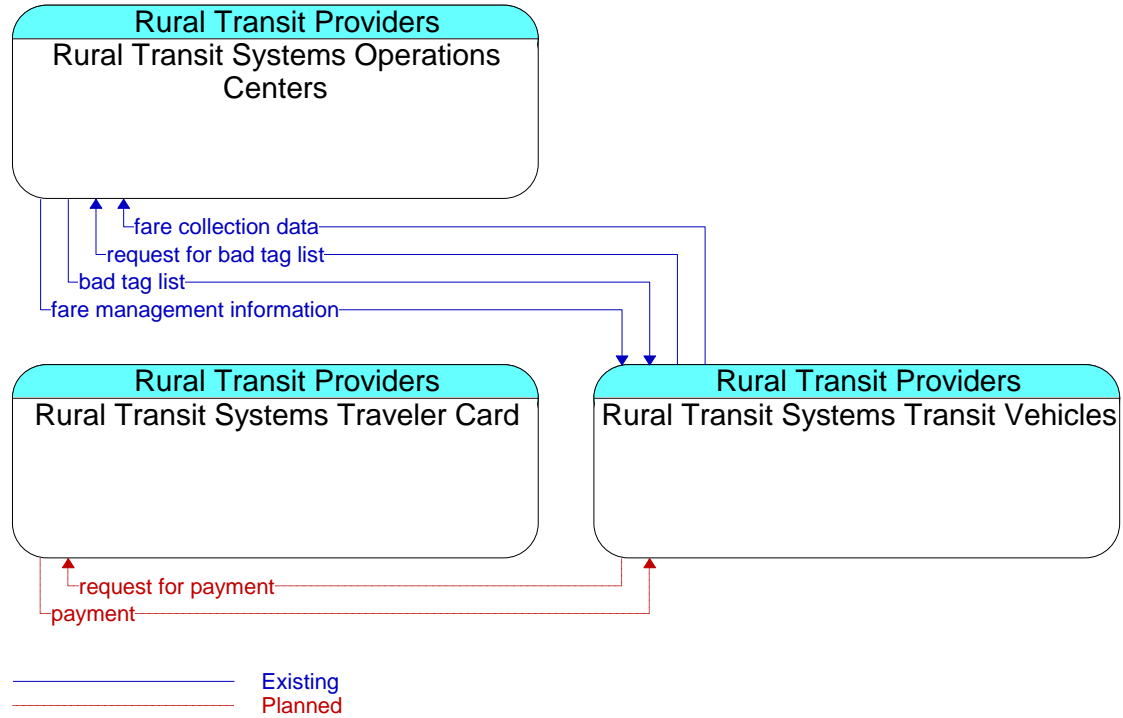 Rural Transit Providers
Rural Transit Systems Operations
Centers
fare collection data
request for bad tag list
bad tag list
fare management information
Rural Transit Providers
Rural Transit Systems Traveler Card
Rural Transit Providers
Rural Transit Systems Transit Vehicles
request for payment
payment
Existing
Planned